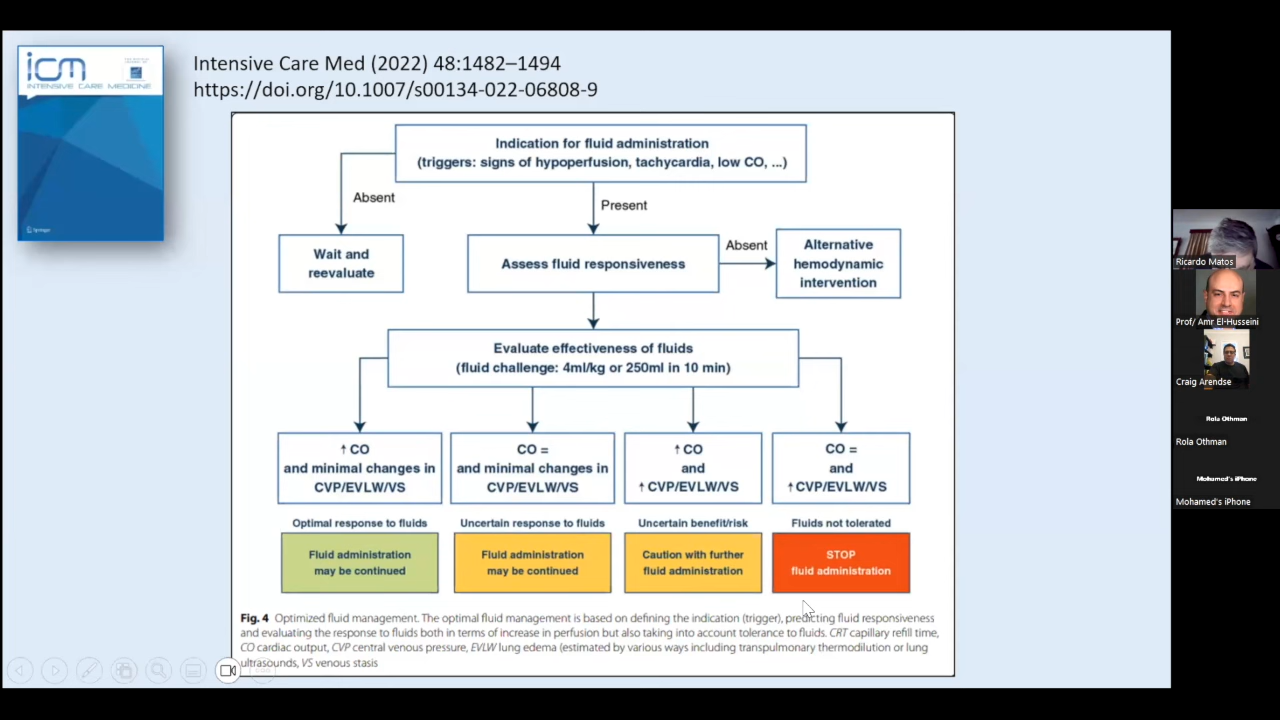 icm
INTENSIVE CARE MEDICINE
Springer
Intensive Care Med (2022) 48:1482–1494
https://doi.org/10.1007/s00134-022-06808-9
Indication for fluid administration
(triggers: signs of hypoperfusion, tachycardia, low CO, ...)
Absent
Present
Wait and
reevaluate
Assess fluid responsiveness
Absent
Alternative
hemodynamic
intervention
Evaluate effectiveness of fluids
(fluid challenge: 4ml/kg or 250ml in 10 min)
↑ CO
and minimal changes in
CVP/EVLW/VS
CO =
and minimal changes in
CVP/EVLW/VS
↑ CO
and
↑ CVP/EVLW/VS
CO =
and
↑ CVP/EVLW/VS
Optimal response to fluids
Uncertain response to fluids
Uncertain benefit/risk
Fluids not tolerated
Fluid administration
may be continued
Fluid administration
may be continued
Caution with further
fluid administration
STOP
fluid administration
Fig. 4 Optimized fluid management. The optimal fluid management is based on defining the indication (trigger), predicting fluid responsiveness
and evaluating the response to fluids both in terms of increase in perfusion but also taking into account tolerance to fluids. CRT capillary refill time,
CO cardiac output, CVP central venous pressure, EVLW lung edema (estimated by various ways including transpulmonary thermodilution or lung
ultrasounds, VS venous stasis
Ricardo Matos
Prof/ Amr El-Husseini
Craig Arendse
Rola Othman
Rola Othman
Mohamed's iPhone
Mohamed's iPhone